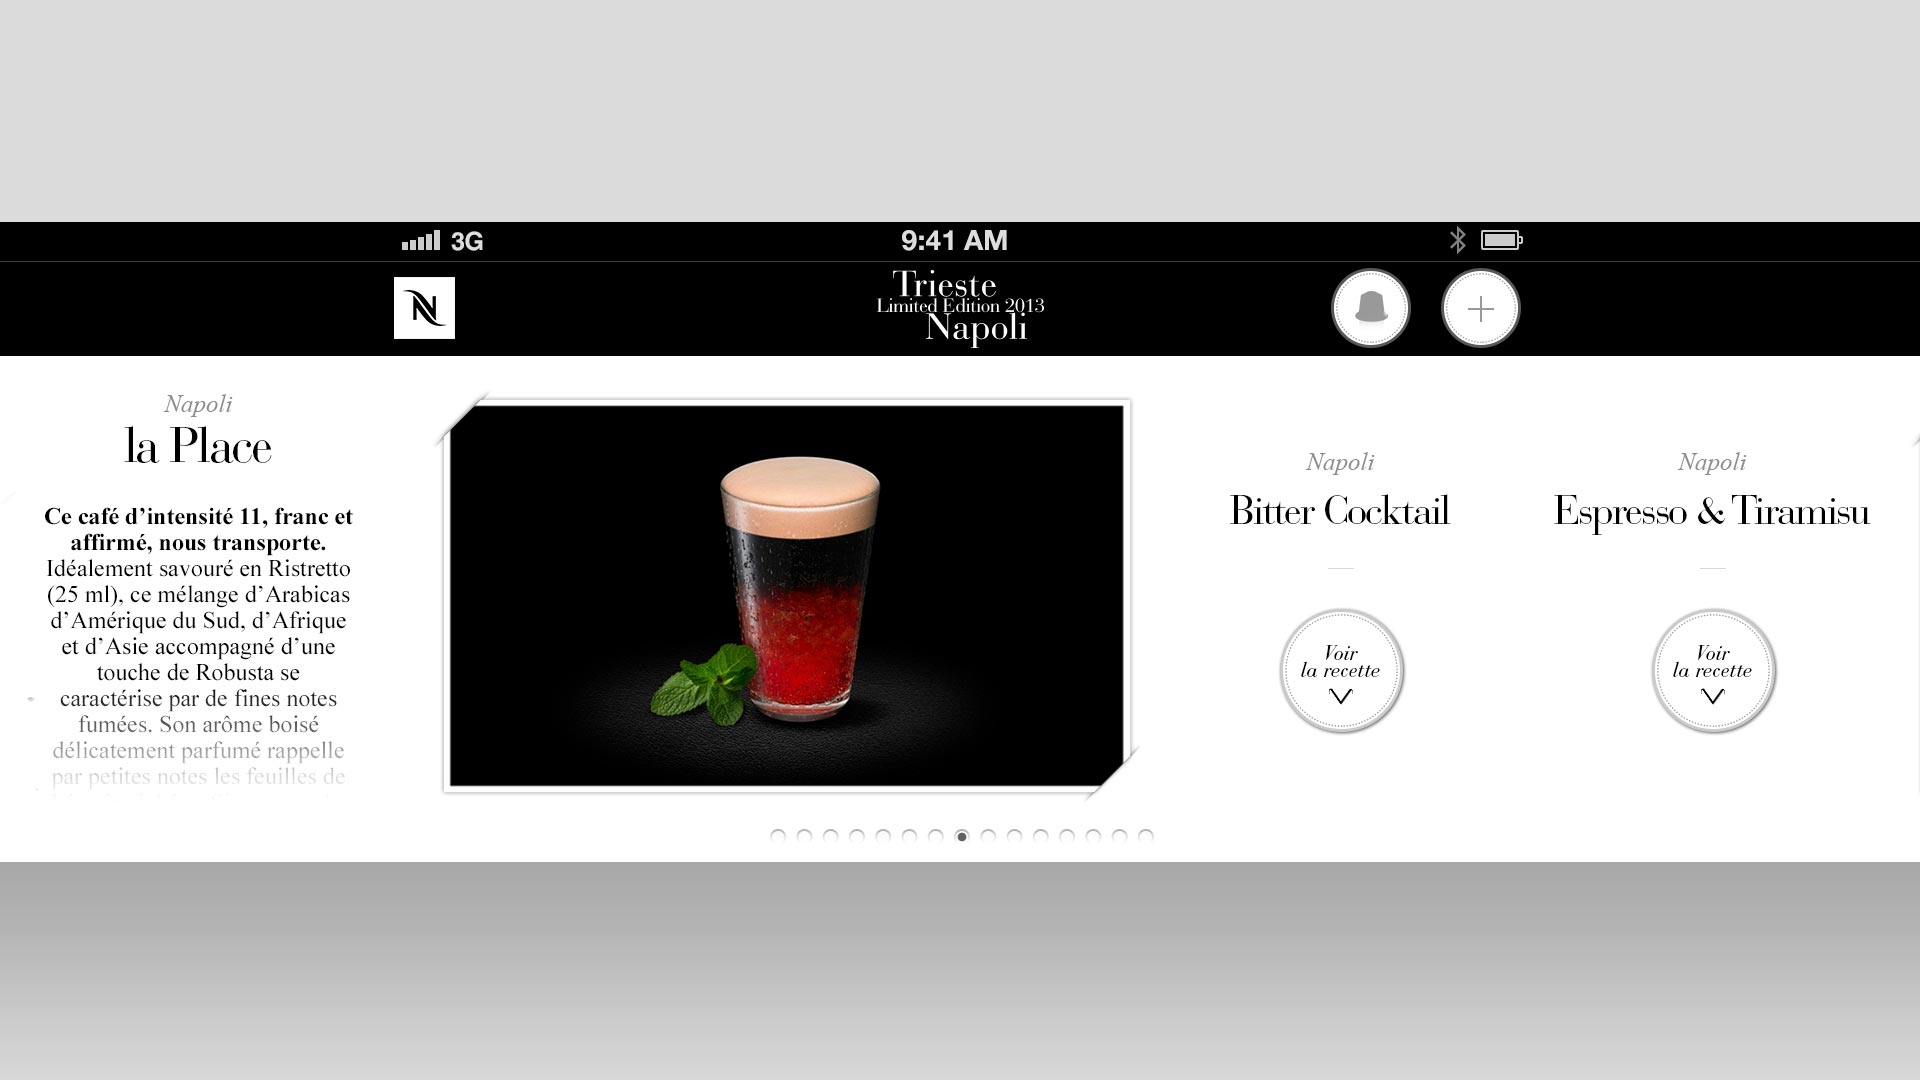 3G
9:41 AM
N
Trieste
Limited Edition 2013
Napoli
Napoli
la Place
Ce café d’intensité 11, franc et
affirmé, nous transporte.
Idéalement savouré en Ristretto
(25 ml), ce mélange d’Arabicas
d’Amérique du Sud, d’Afrique
et d’Asie accompagné d’une
touche de Robusta se
caractérise par de fines notes
fumées. Son arôme boisé
délicatement parfumé rappelle
par petites notes les feuilles de
Napoli
Bitter Cocktail
Voir
la recette
Napoli
Espresso & Tiramisu
Voir
la recette